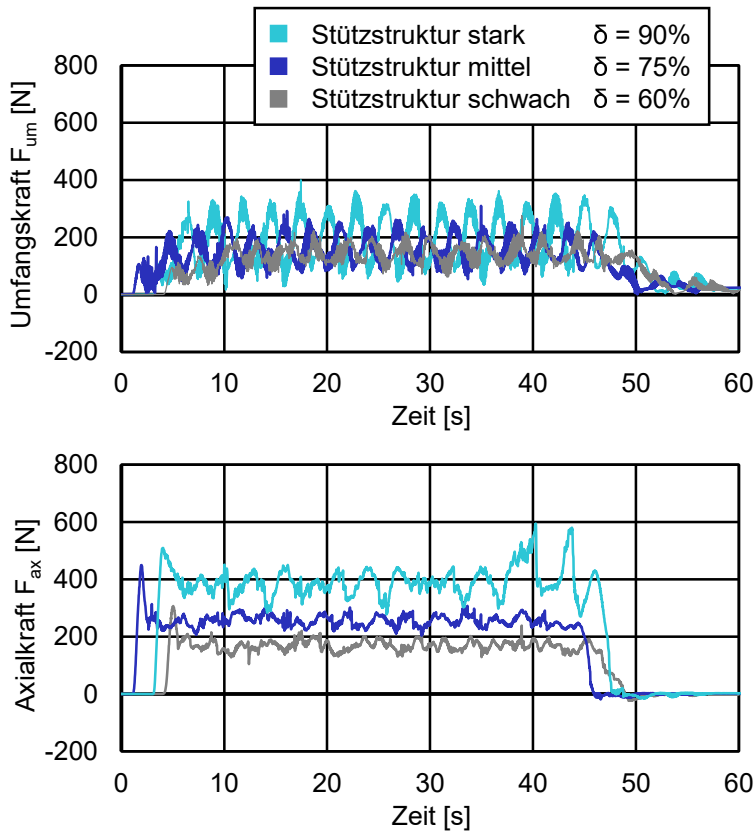 Stützstruktur stark δ = 90%
Stützstruktur mittel δ = 75%
Stützstruktur schwach δ = 60%
Umfangskraft Fum [N]
800
600
400
200
0
-200
0 10 20 30 40 50 60
Zeit [s]
Axialkraft Fax [N]
800
600
400
200
0
-200
0 10 20 30 40 50 60
Zeit [s]